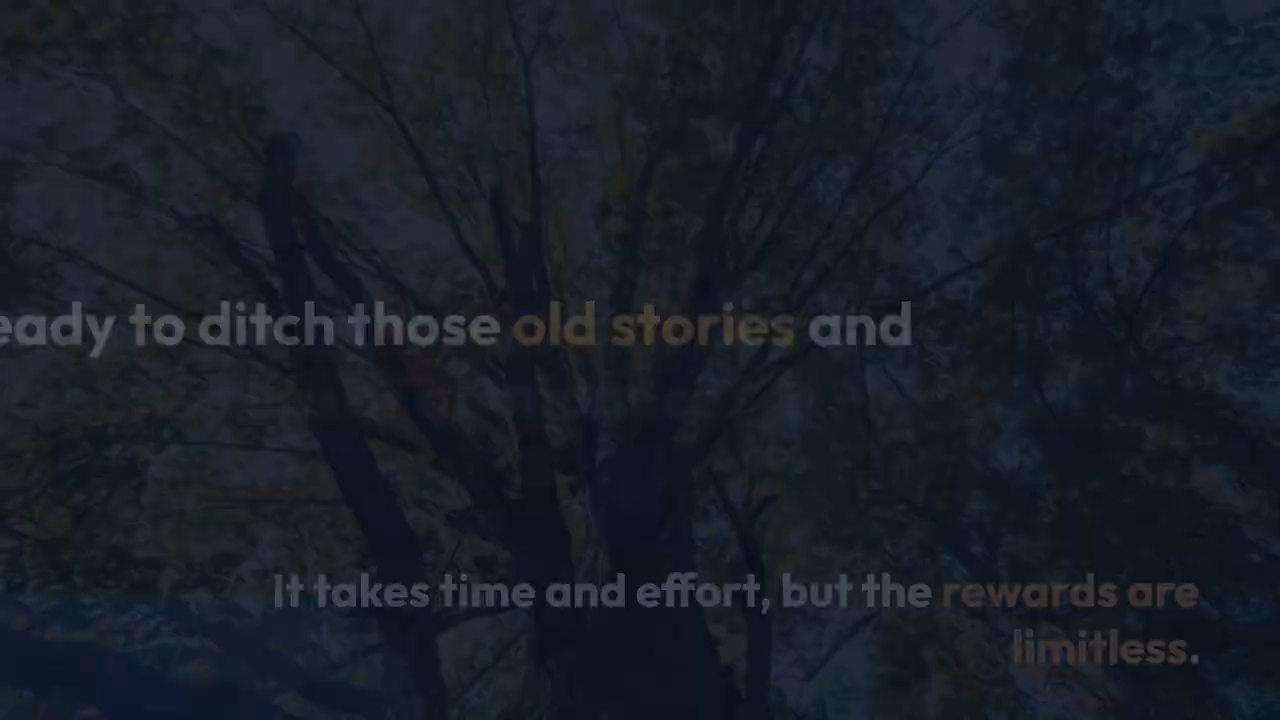 eady to ditch those old stories and
It takes time and effort, but the rewards are
limitless.